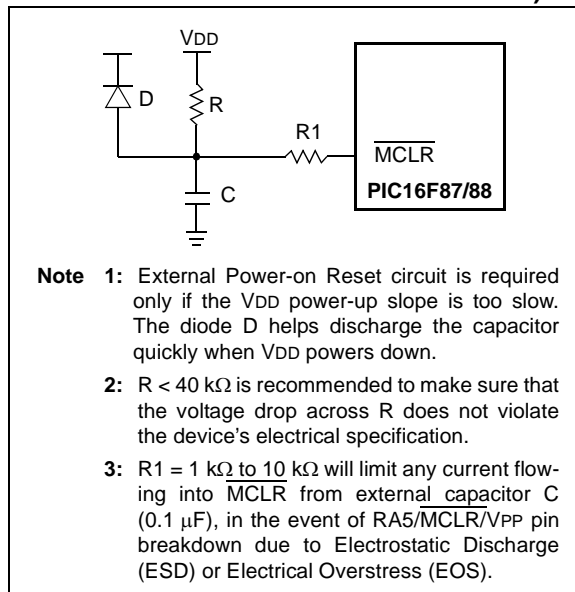 VDD
D
R
R1
MCLR
PIC16F87/88
C
Note 1: External Power-on Reset circuit is required
only if the VDD power-up slope is too slow.
The diode D helps discharge the capacitor
quickly when VDD powers down.
2: R < 40 kΩ is recommended to make sure that
the voltage drop across R does not violate
the device's electrical specification.
3: R1 = 1 kΩ to 10 kΩ will limit any current flow-
ing into MCLR from external capacitor C
(0.1 μF), in the event of RA5/MCLR/VPP pin
breakdown due to Electrostatic Discharge
(ESD) or Electrical Overstress (EOS).